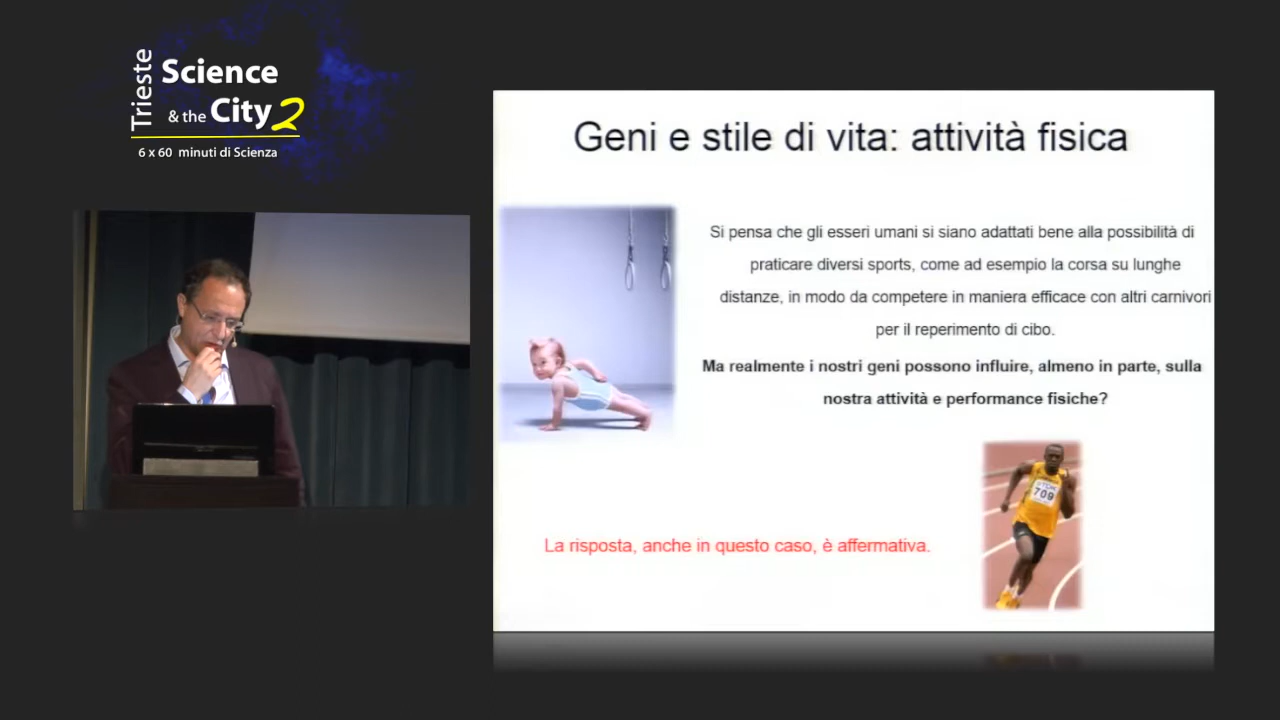 Trieste
Science
& the City 2
6 x 60 minuti di Scienza
Geni e stile di vita: attività fisica
Si pensa che gli esseri umani si siano adattati bene alla possibilità di
praticare diversi sports, come ad esempio la corsa su lunghe
distanze, in modo da competere in maniera efficace con altri carnivori
per il reperimento di cibo.
Ma realmente i nostri geni possono influire, almeno in parte, sulla
nostra attività e performance fisiche?
709
La risposta, anche in questo caso, è affermativa.